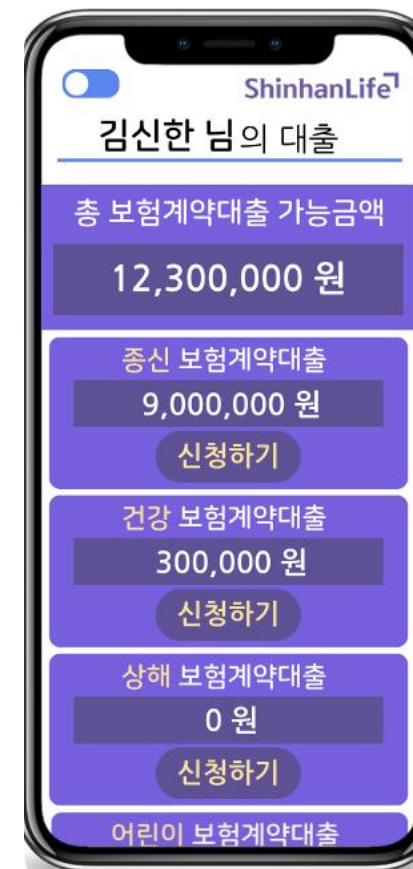 ShinhanLife
김신한 님의 대출
총 보험계약대출 가능금액
12,300,000 원
종신 보험계약대출
9,000,000 원
신청하기
건강 보험계약대출
300,000 원
신청하기
상해 보험계약대출
0 원
신청하기
어린이 보험계약대출